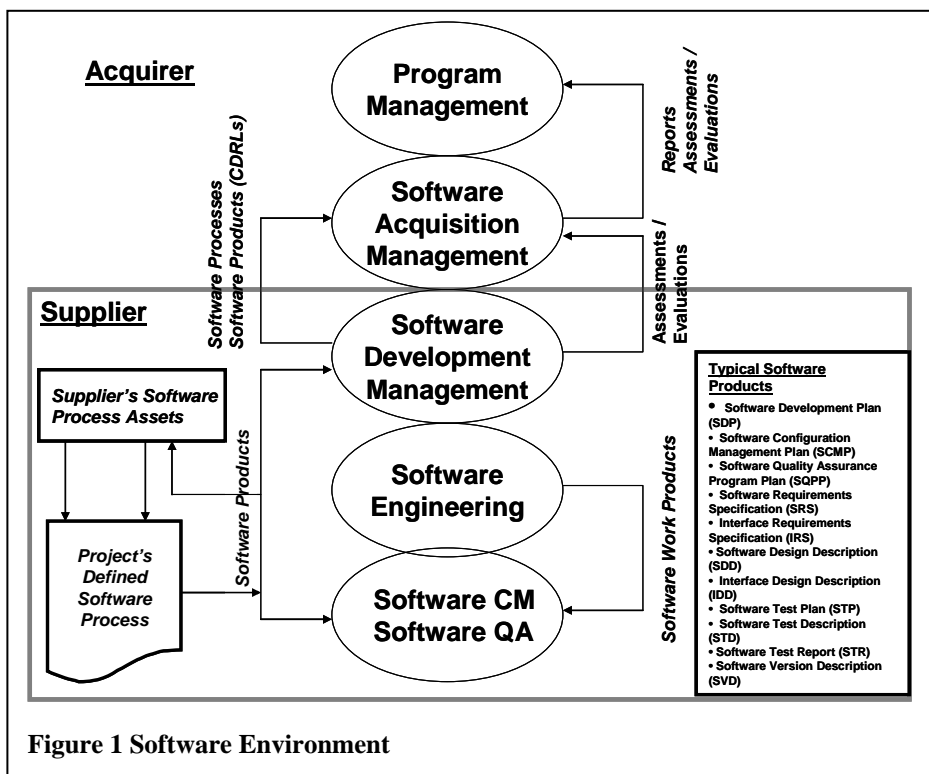 Acquirer
Program
Management
Reports
Assessments /
Evaluations
Software Processes
Software Products (CDRLs)
Software
Acquisition
Management
Assessments /
Evaluations
Supplier
Software
Development
Management
Supplier's Software
Process Assets
Software Products
Project's
Defined
Software
Process
Software
Engineering
Software CM
Software QA
Software Work Products
Typical Software
Products
• Software Development Plan
(SDP)
• Software Configuration
Management Plan (SCMP)
• Software Quality Assurance
Program Plan (SQPP)
• Software Requirements
Specification (SRS)
• Interface Requirements
Specification (IRS)
• Software Design Description
(SDD)
• Interface Design Description
(IDD)
• Software Test Plan (STP)
• Software Test Description
(STD)
• Software Test Report (STR)
• Software Version Description
(SVD)
Figure 1 Software Environment